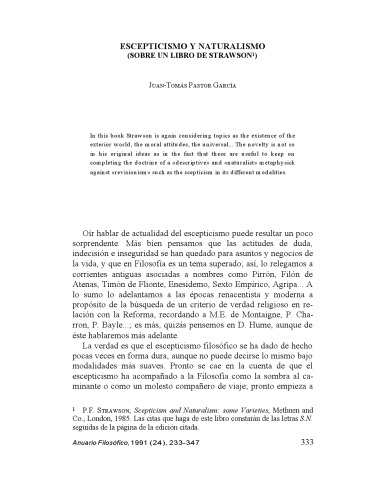 ESCEPTICISMO Y NATURALISMO
(SOBRE UN LIBRO DE STRAWSON¹)
JUAN-TOMÁS PASTOR GARCÍA
In this book Strawson is again considering topics as the existence of the
exterior world, the moral attitudes, the universal... The novelty is not so
in his original ideas as in the fact that these are useful to keep on
completing the doctrine of a «descriptive» and «naturalist» metaphysick
against «revisionism» such as the scepticism in its different modalities.
Oír hablar de actualidad del escepticismo puede resultar un poco
sorprendente. Más bien pensamos que las actitudes de duda,
indecisión e inseguridad se han quedado para asuntos y negocios de
la vida, y que en Filosofía es un tema superado; así, lo relegamos a
corrientes antiguas asociadas a nombres como Pirrón, Filón de
Atenas, Timón de Flionte, Enesidemo, Sexto Empírico, Agripa... A
lo sumo lo adelantamos a las épocas renacentista y moderna a
propósito de la búsqueda de un criterio de verdad religioso en re-
lación con la Reforma, recordando a M.E. de Montaigne, P. Cha-
rron, P. Bayle...; es más, quizás pensemos en D. Hume, aunque de
éste hablaremos más adelante.
La verdad es que el escepticismo filosófico se ha dado de hecho
pocas veces en forma dura, aunque no puede decirse lo mismo bajo
modalidades más suaves. Pronto se cae en la cuenta de que el
escepticismo ha acompañado a la Filosofía como la sombra al ca-
minante o como un molesto compañero de viaje; pronto empieza a
¹ P.F. STRAWSON, Scepticism and Naturalism: some Varieties, Methuen and
Co., London, 1985. Las citas que haga de este libro constarán de las letras S.N.
seguidas de la página de la edición citada.
Anuario Filosófico, 1991 (24), 333-347
333